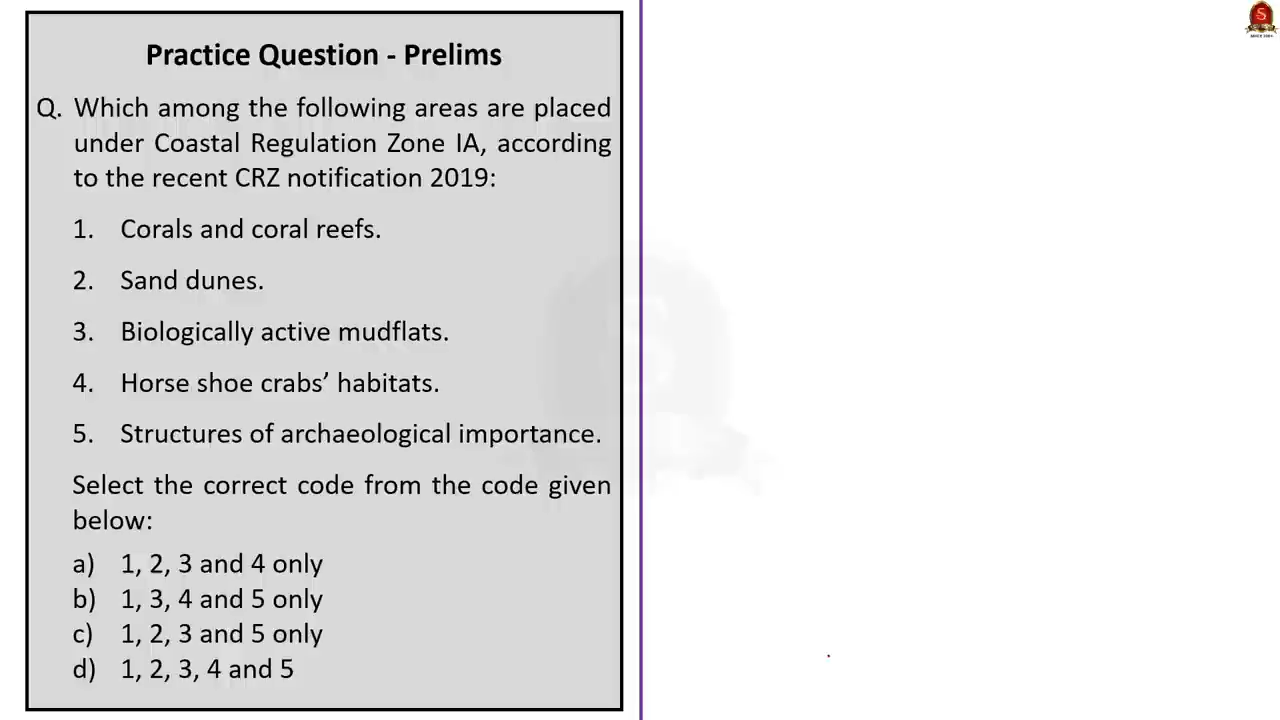 Practice Question - Prelims
Q. Which among the following areas are placed
under Coastal Regulation Zone IA, according
to the recent CRZ notification 2019:
1. Corals and coral reefs.
2. Sand dunes.
3. Biologically active mudflats.
4. Horse shoe crabs’ habitats.
5. Structures of archaeological importance.
Select the correct code from the code given
below:
a) 1, 2, 3 and 4 only
b) 1, 3, 4 and 5 only
c) 1, 2, 3 and 5 only
d) 1, 2, 3, 4 and 5
S